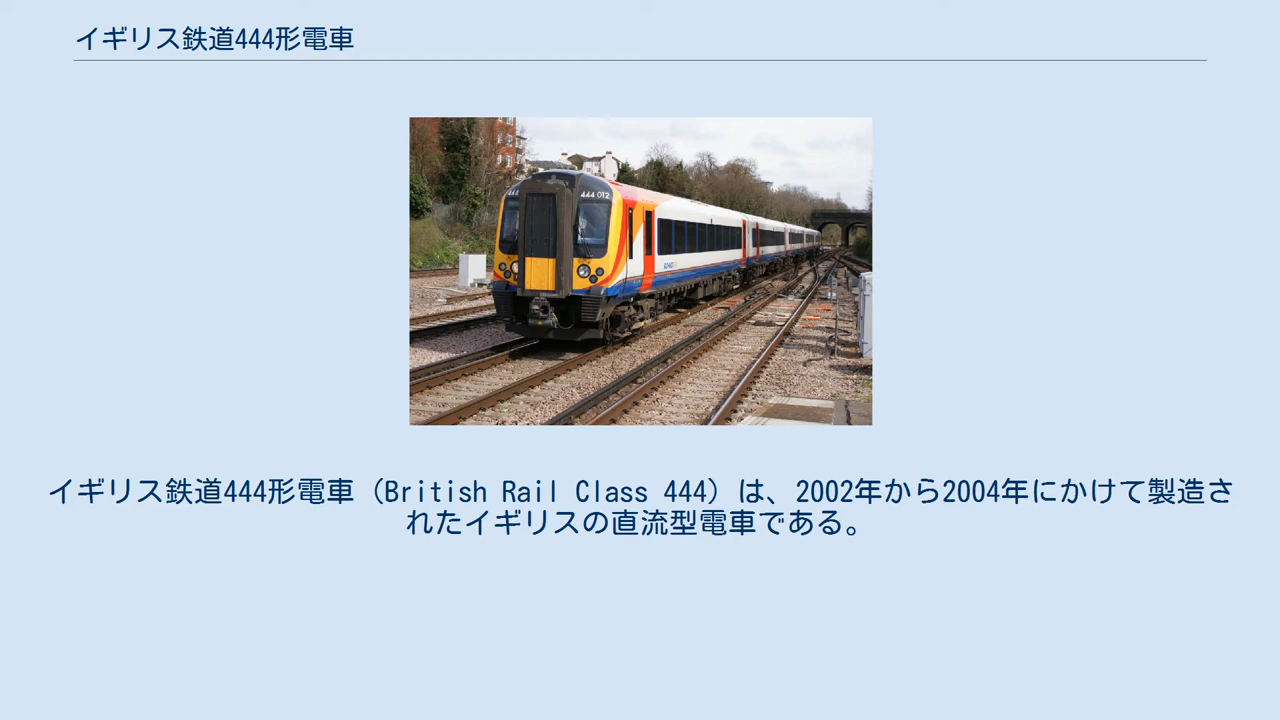 イギリス鉄道444形電車
444
444 012
イギリス鉄道444形電車（British Rail Class 444）は、2002年から2004年にかけて製造さ
れたイギリスの直流型電車である。